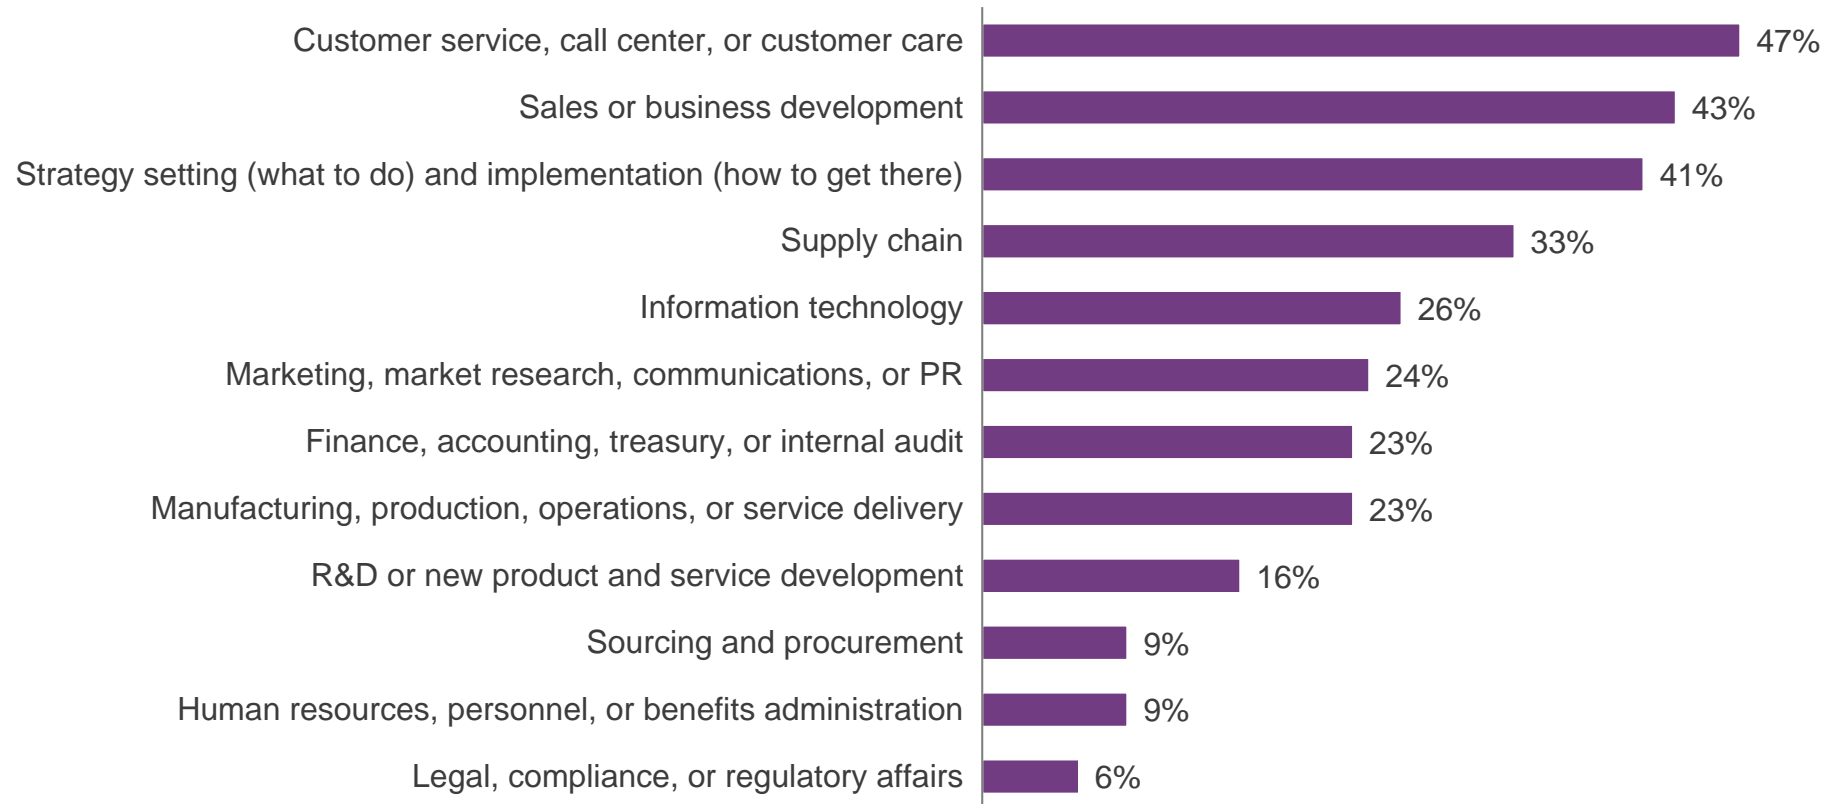 Customer service, call center, or customer care 47%
Sales or business development 43%
Strategy setting (what to do) and implementation (how to get there) 41%
Supply chain 33%
Information technology 26%
Marketing, market research, communications, or PR 24%
Finance, accounting, treasury, or internal audit 23%
Manufacturing, production, operations, or service delivery 23%
R&D or new product and service development 16%
Sourcing and procurement 9%
Human resources, personnel, or benefits administration 9%
Legal, compliance, or regulatory affairs 6%